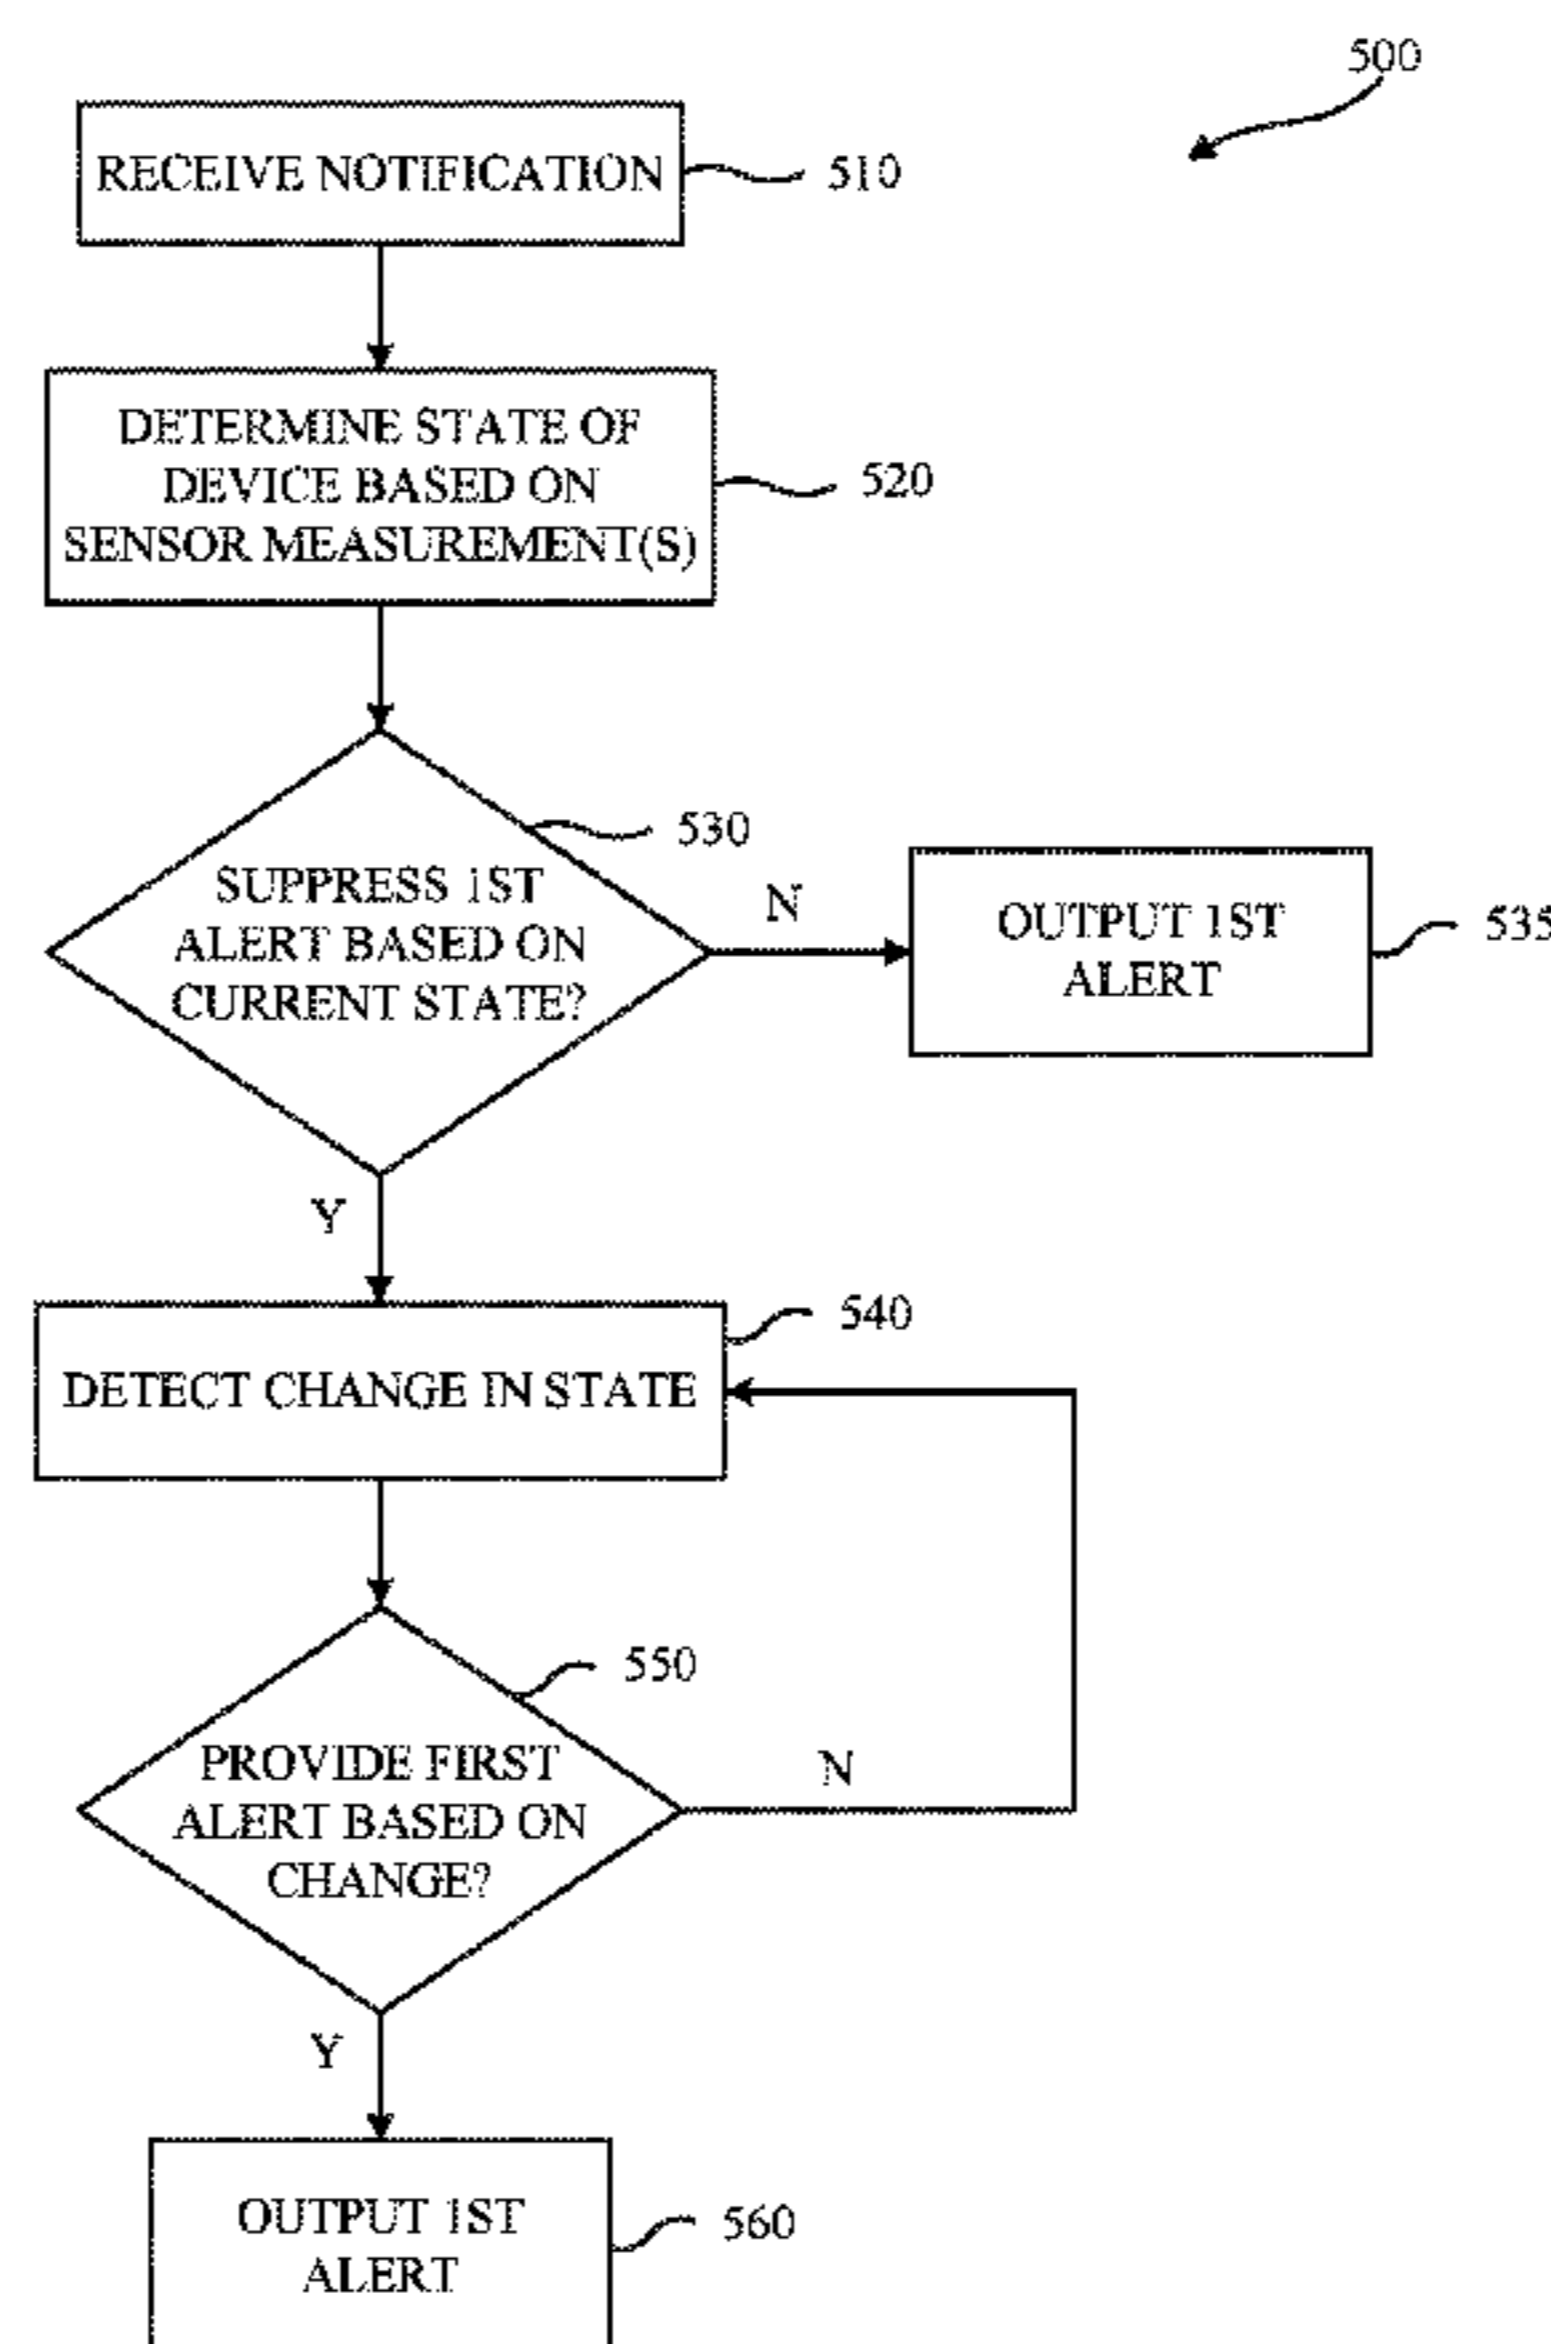 500
RECEIVE NOTIFICATION
510
DETERMINE STATE OF
DEVICE BASED ON
SENSOR MEASUREMENT(S)
520
530
SUPPRESS 1ST
ALERT BASED ON
CURRENT STATE?
N
OUTPUT 1ST
ALERT
535
Y
540
DETECT CHANGE IN STATE
550
PROVIDE FIRST
ALERT BASED ON
CHANGE?
N
Y
OUTPUT 1ST
ALERT
560